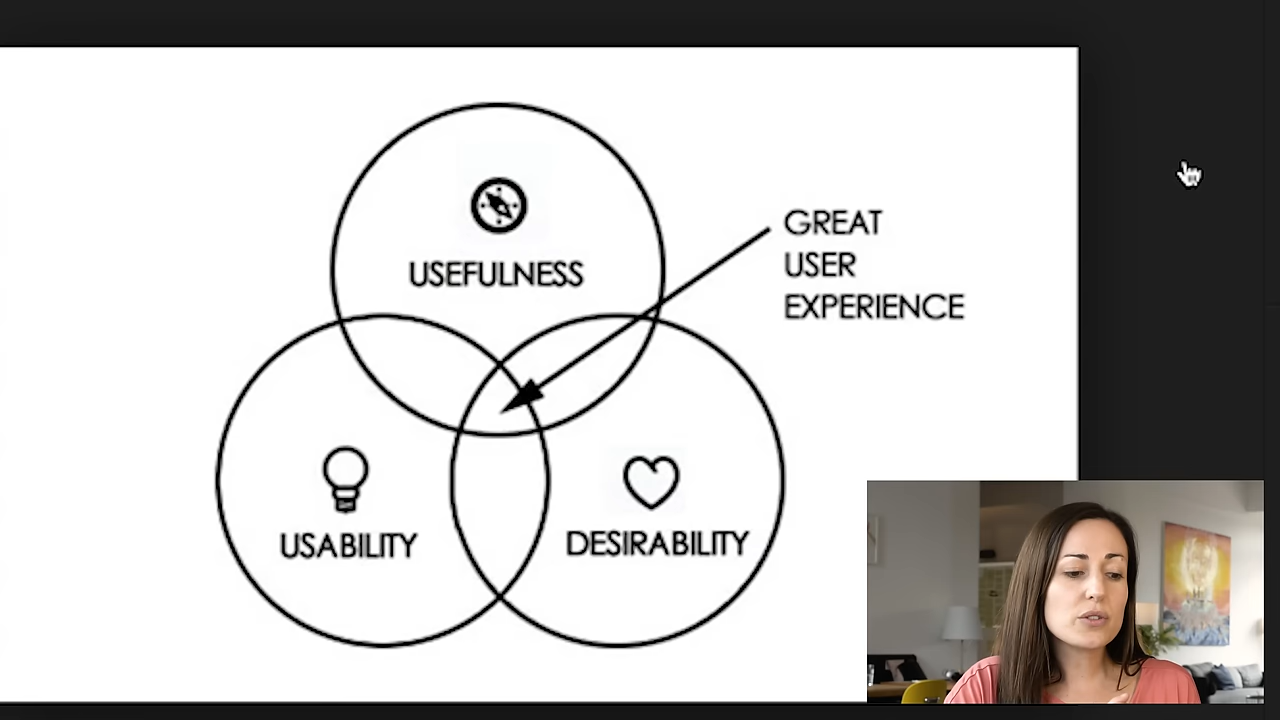 USEFULNESS
GREAT
USER
EXPERIENCE
USABILITY
DESIRABILITY